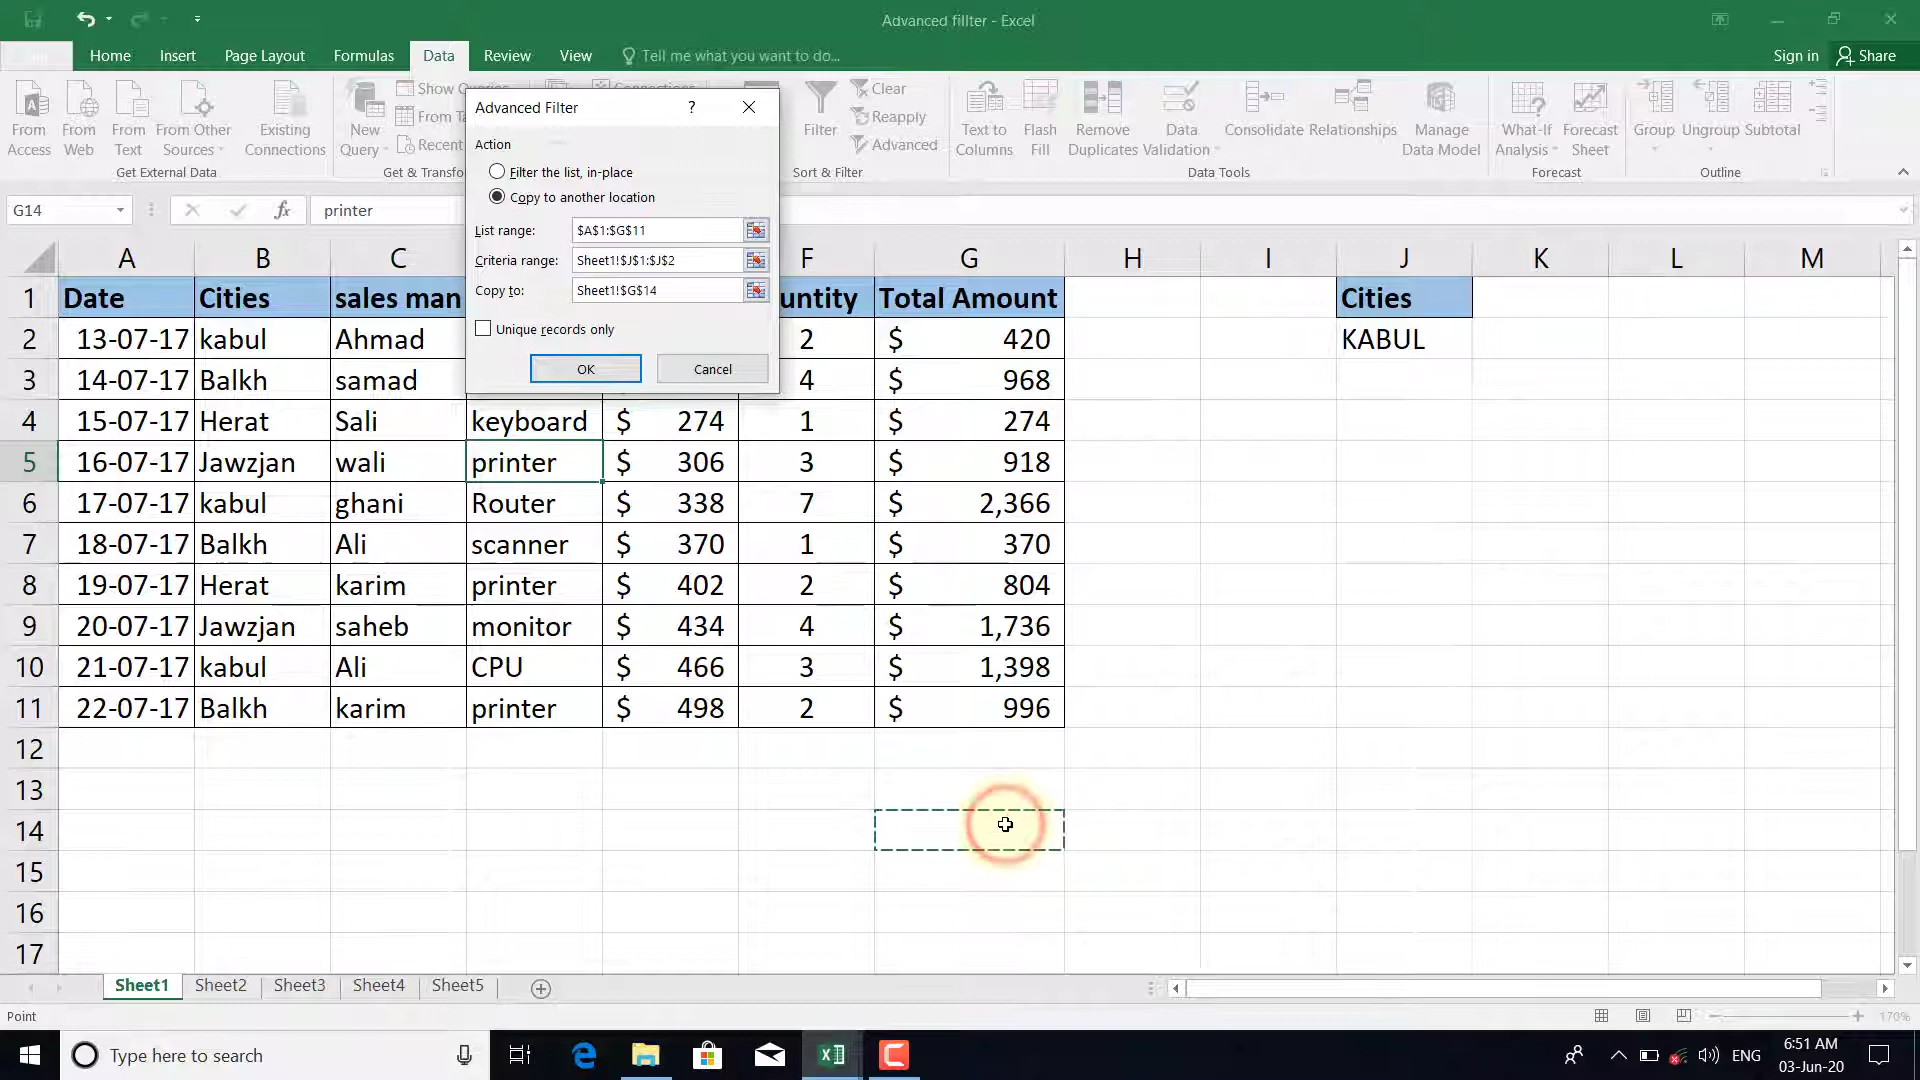 Advanced fillter - Excel
Home Insert Page Layout Formulas Data Review View Tell me what you want to do... Sign in Share
From Access
From Web
From Text
From Other Sources
Existing Connections
Get External Data
New Query
Show
From Ta
Recent
Get & Transfo
Connections
Filter
Clear
Reapply
Advanced
Sort & Filter
Text to Columns
Flash Fill
Remove Duplicates
Data Validation
Consolidate
Relationships
Manage Data Model
Data Tools
What-If Analysis
Forecast Sheet
Forecast
Group
Ungroup
Subtotal
Outline
G14 fx printer
Advanced Filter ?
Action
Filter the list, in-place
Copy to another location
List range: $A$1:$G$11
Criteria range: Sheet1!$J$1:$J$2
Copy to: Sheet1!$G$14
Unique records only
OK Cancel
A B C F G H I J K L M
1 Date Cities sales man untity Total Amount Cities
2 13-07-17 kabul Ahmad 2 $ 420 KABUL
3 14-07-17 Balkh samad 4 $ 968
4 15-07-17 Herat Sali keyboard $ 274 1 $ 274
5 16-07-17 Jawzjan wali printer $ 306 3 $ 918
6 17-07-17 kabul ghani Router $ 338 7 $ 2,366
7 18-07-17 Balkh Ali scanner $ 370 1 $ 370
8 19-07-17 Herat karim printer $ 402 2 $ 804
9 20-07-17 Jawzjan saheb monitor $ 434 4 $ 1,736
10 21-07-17 kabul Ali CPU $ 466 3 $ 1,398
11 22-07-17 Balkh karim printer $ 498 2 $ 996
12
13
14
15
16
17
Sheet1 Sheet2 Sheet3 Sheet4 Sheet5
Point 170%
Type here to search ENG 6:51 AM
03-Jun-20